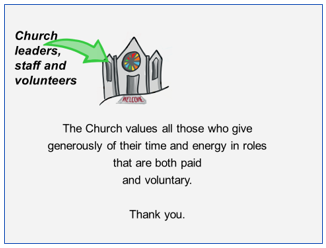 Church
leaders,
staff and
volunteers
WELCOME
The Church values all those who give
generously of their time and energy in roles
that are both paid
and voluntary.
Thank you.